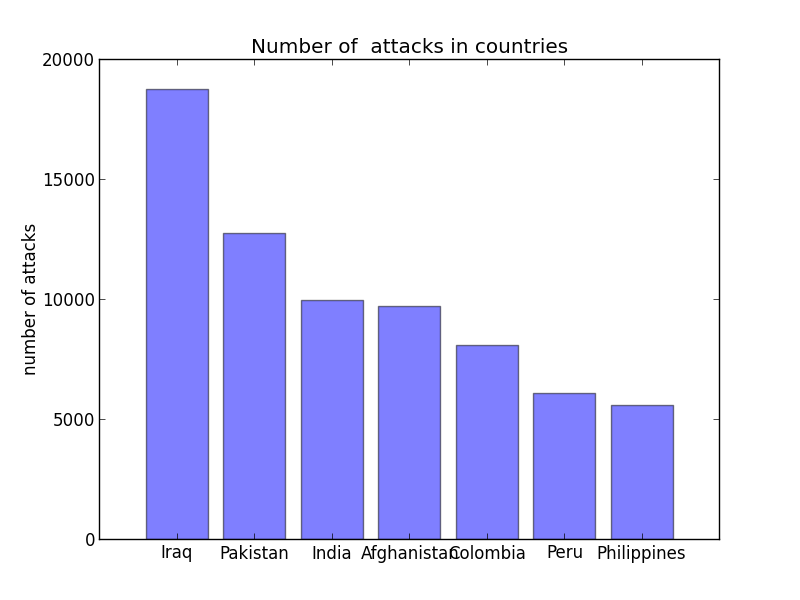 Number of  attacks in countries
20000
15000
10000
5000
0
number of attacks
Iraq Pakistan India Afghanistan Colombia Peru Philippines